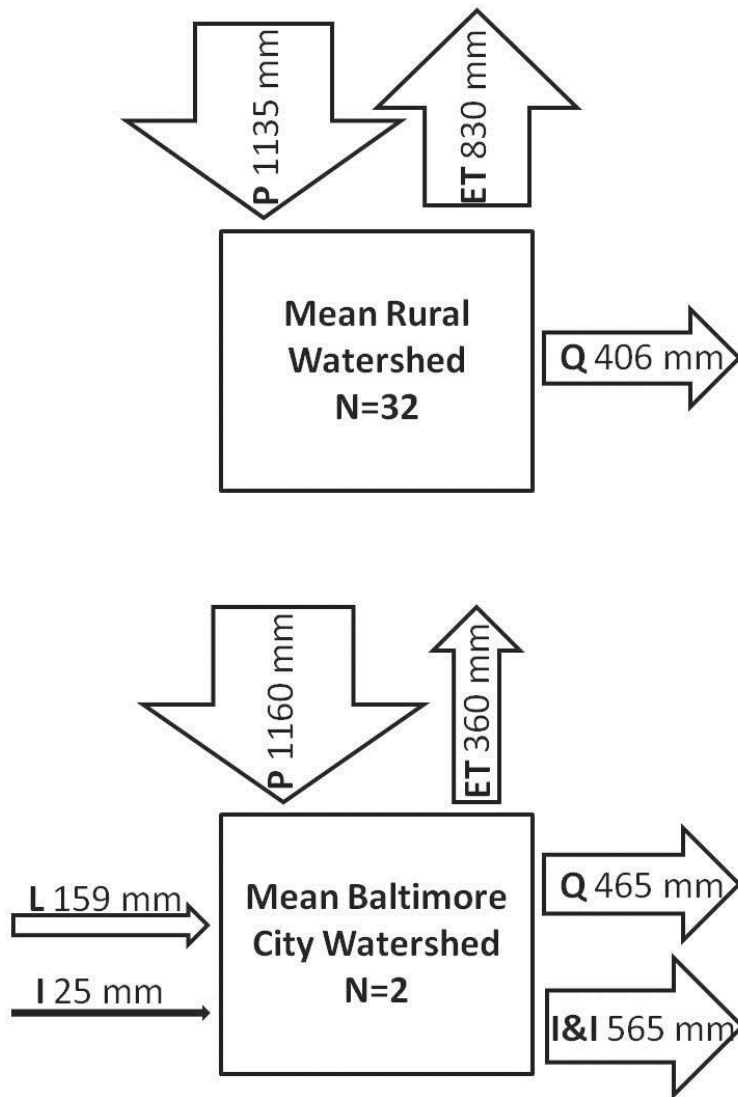 P 1135 mm
ET 830 mm
Mean Rural
Watershed
N=32
Q 406 mm
P 1160 mm
ET 360 mm
L 159 mm
I 25 mm
Mean Baltimore
City Watershed
N=2
Q 465 mm
I&I 565 mm